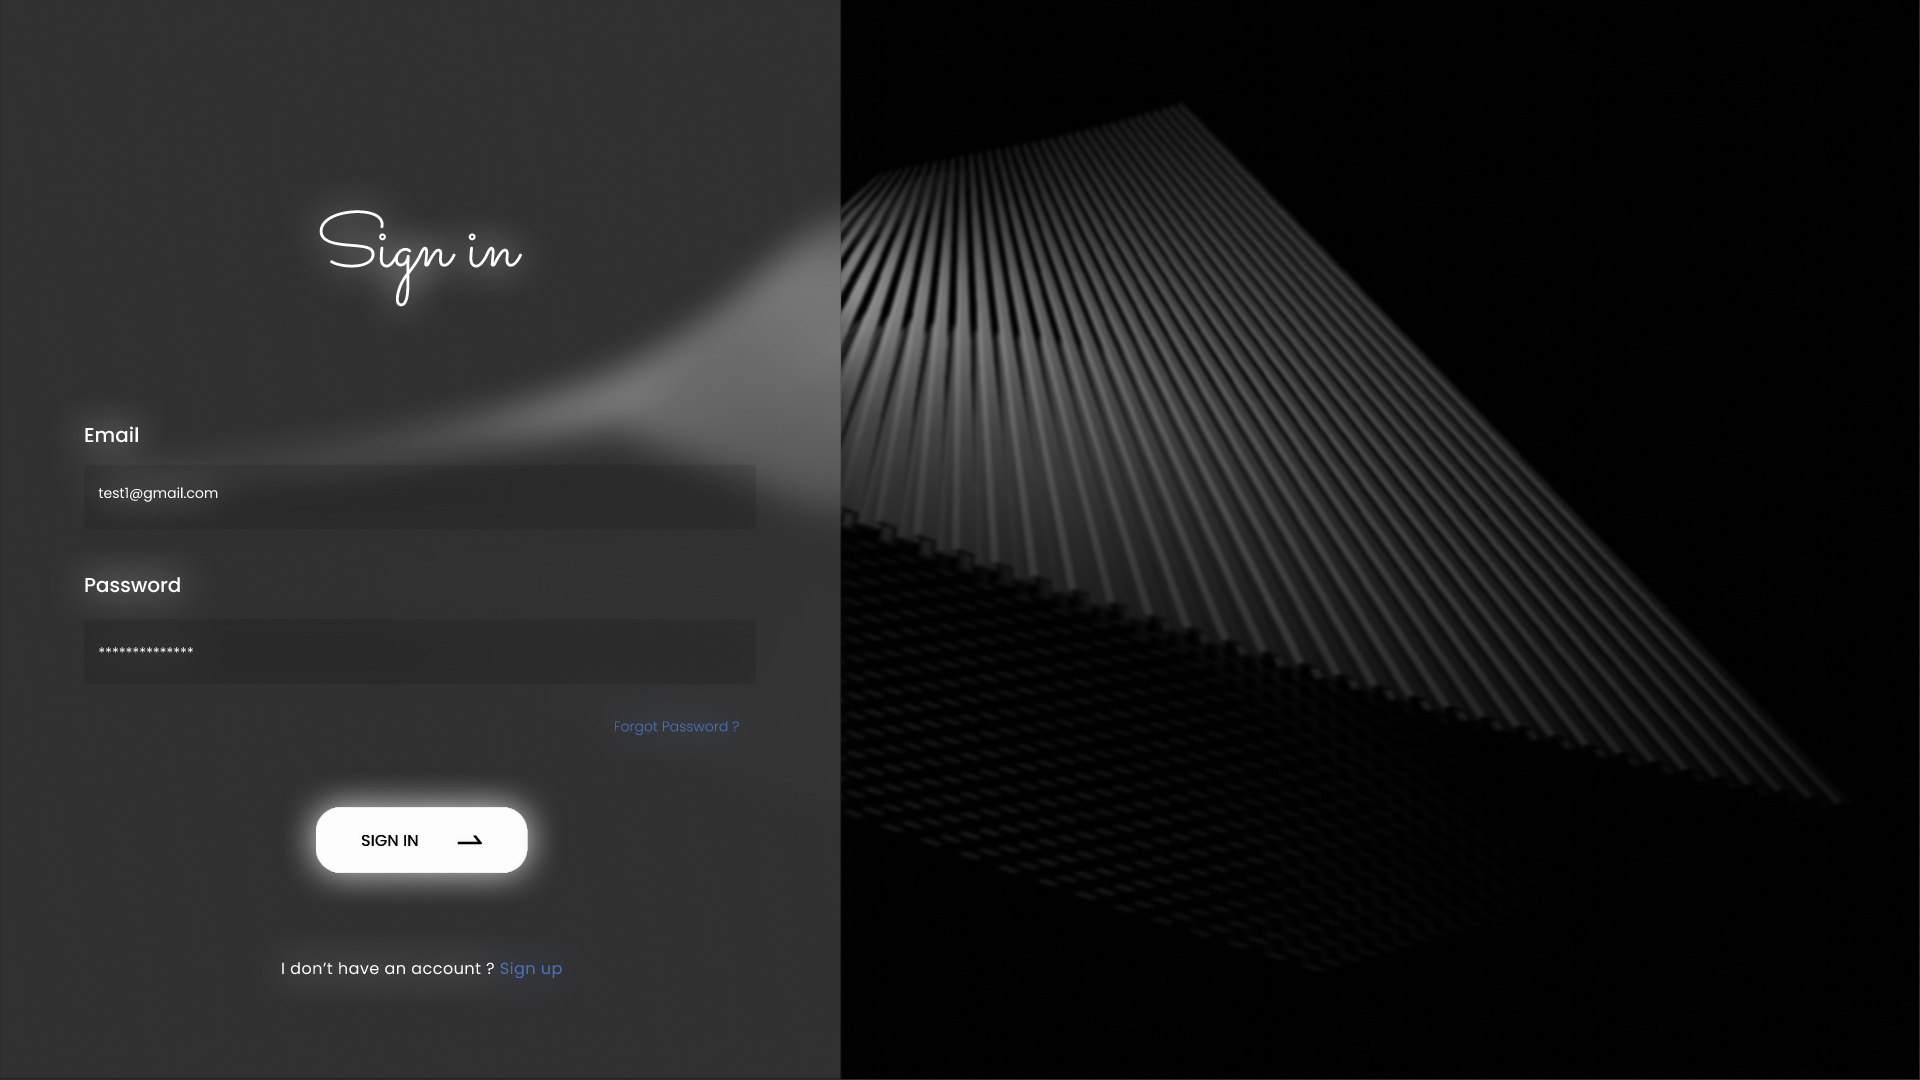 Sign in
Email
test1@gmail.com
Password
**************
Forgot Password ?
SIGN IN
I don’t have an account ? Sign up